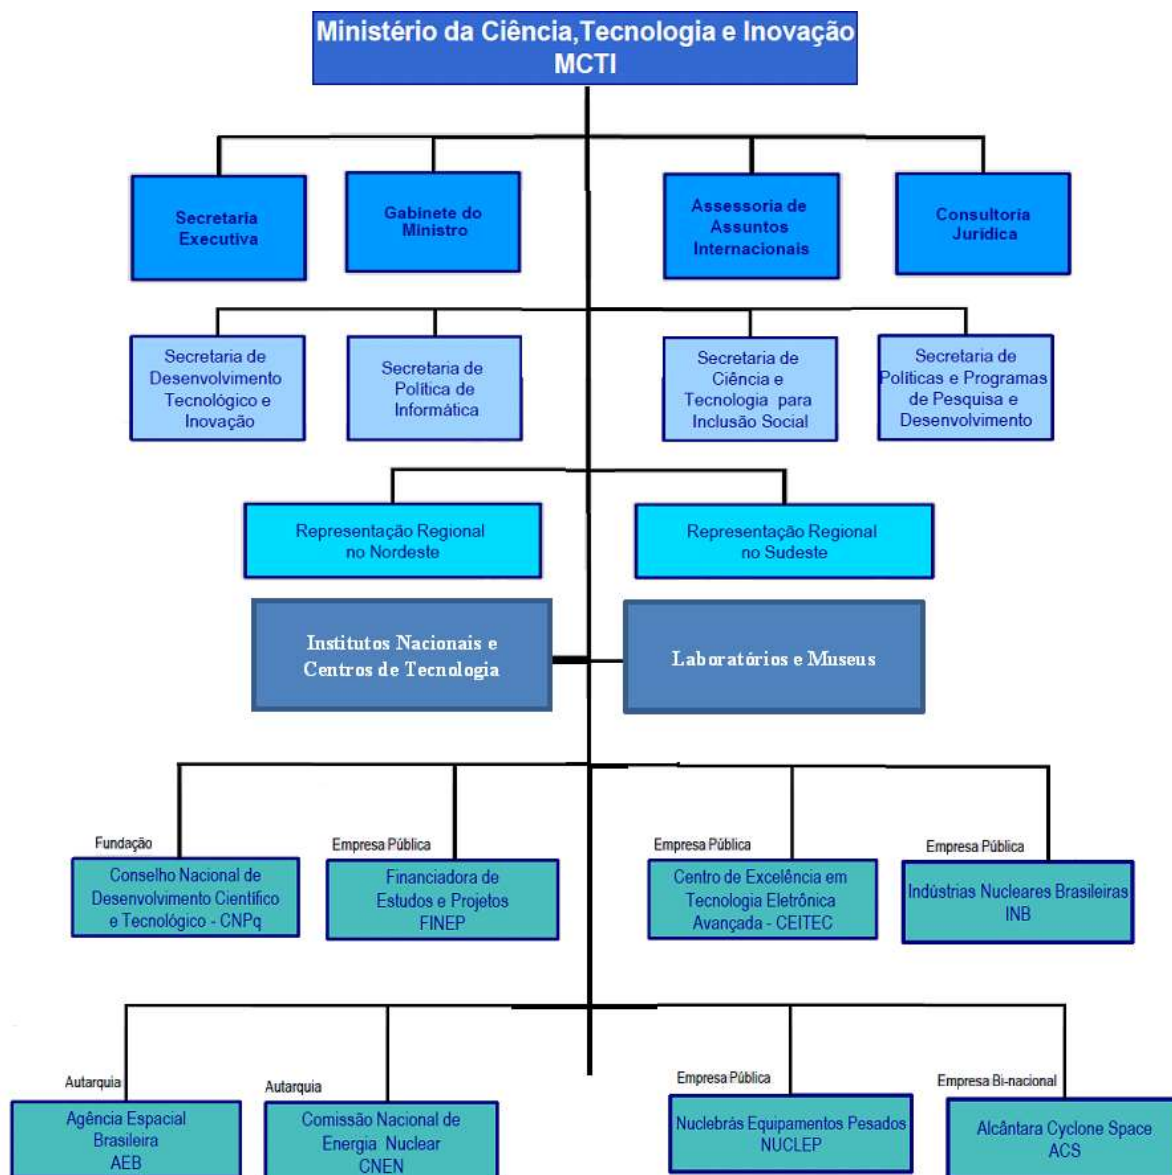 Ministério da Ciência,Tecnologia e Inovação
MCTI
Secretaria
Executiva
Gabinete do
Ministro
Assessoria de
Assuntos
Internacionais
Consultoria
Jurídica
Secretaria de
Desenvolvimento
Tecnológico e
Inovação
Secretaria de
Política de
Informática
Secretaria de
Ciência e
Tecnologia para
Inclusão Social
Secretaria de
Políticas e Programas
de Pesquisa e
Desenvolvimento
Representação Regional
no Nordeste
Representação Regional
no Sudeste
Institutos Nacionais e
Centros de Tecnologia
Laboratórios e Museus
Fundação
Conselho Nacional de
Desenvolvimento Científico
e Tecnológico - CNPq
Empresa Pública
Financiadora de
Estudos e Projetos
FINEP
Empresa Pública
Centro de Excelência em
Tecnologia Eletrônica
Avançada - CEITEC
Empresa Pública
Indústrias Nucleares Brasileiras
INB
Autarquia
Agência Espacial
Brasileira
AEB
Autarquia
Comissão Nacional de
Energia Nuclear
CNEN
Empresa Pública
Nuclebrás Equipamentos Pesados
NUCLEP
Empresa Bi-nacional
Alcântara Cyclone Space
ACS